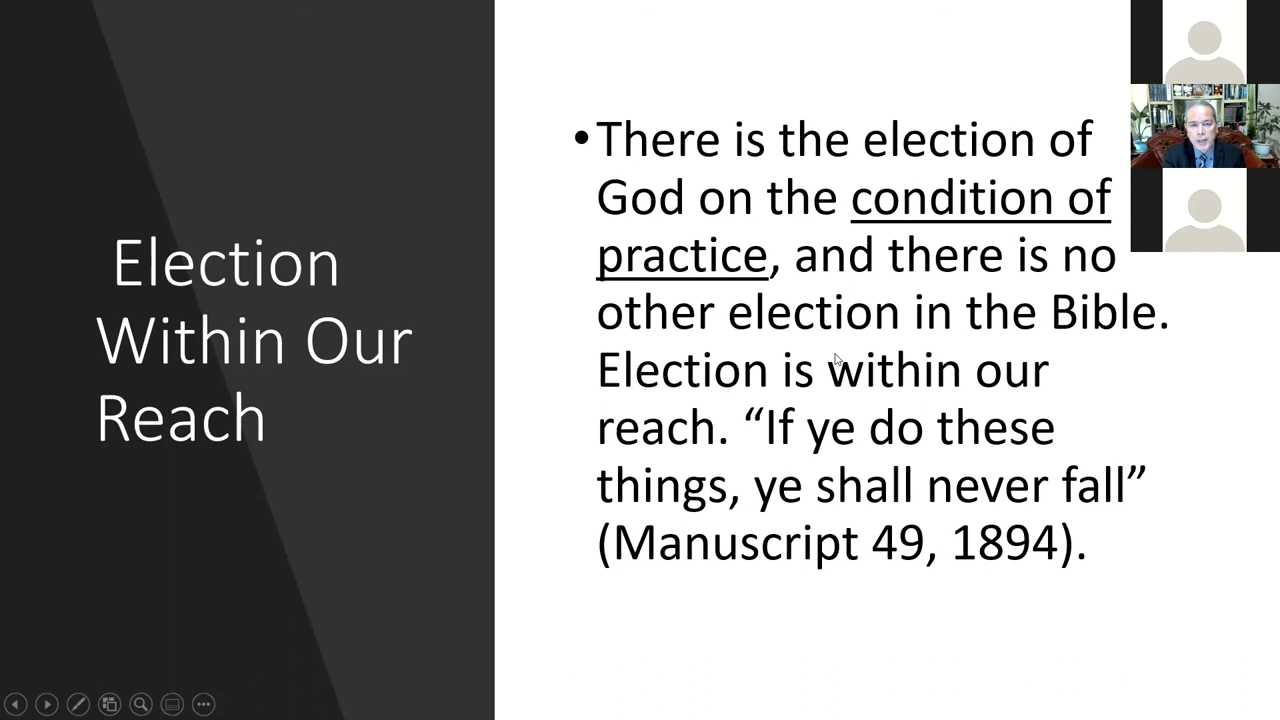 Election
Within Our
Reach
•There is the election of
God on the condition of
practice, and there is no
other election in the Bible.
Election is within our
reach. “If ye do these
things, ye shall never fall”
(Manuscript 49, 1894).